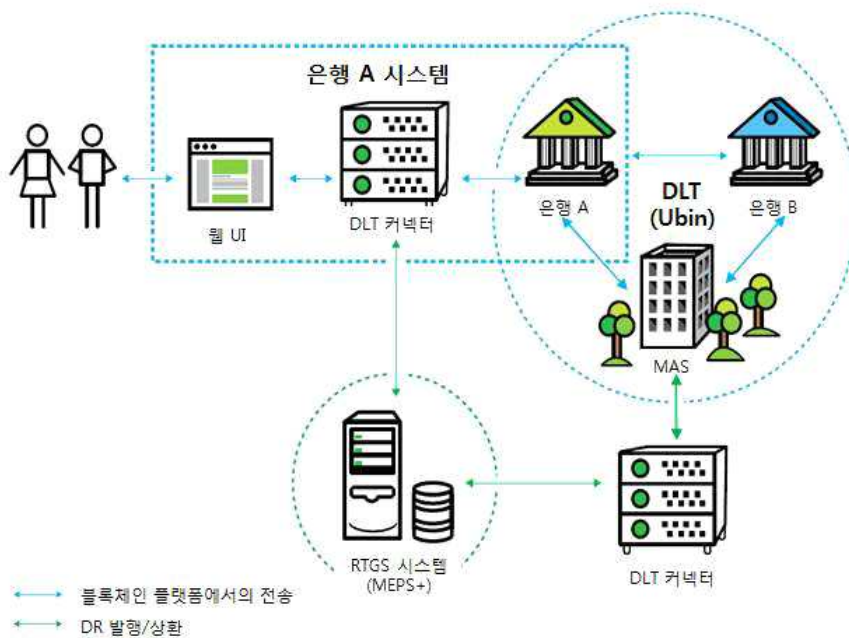 은행 A 시스템
웹 UI
DLT 커넥터
은행 A
은행 B
DLT
(Ubin)
MAS
RTGS 시스템
(MEPS+)
DLT 커넥터
블록체인 플랫폼에서의 전송
DR 발행/상환